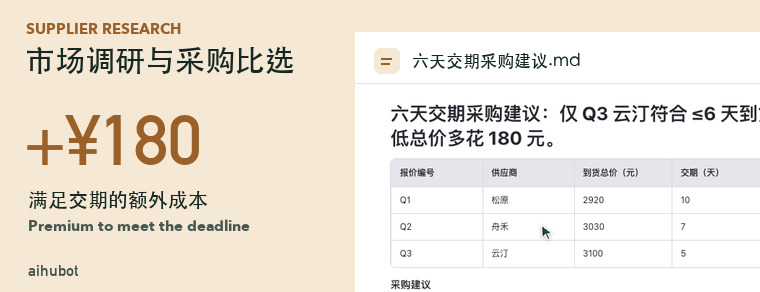 SUPPLIER RESEARCH
市场调研与采购比选
+¥180
满足交期的额外成本
Premium to meet the deadline
aihubot
六天交期采购建议.md
六天交期采购建议：仅 Q3 云汀符合 ≤6 天到
低总价多花 180 元。
报价编号 供应商 到货总价（元） 交期（天）
Q1 松原 2920 10
Q2 舟禾 3030 7
Q3 云汀 3100 5
采购建议